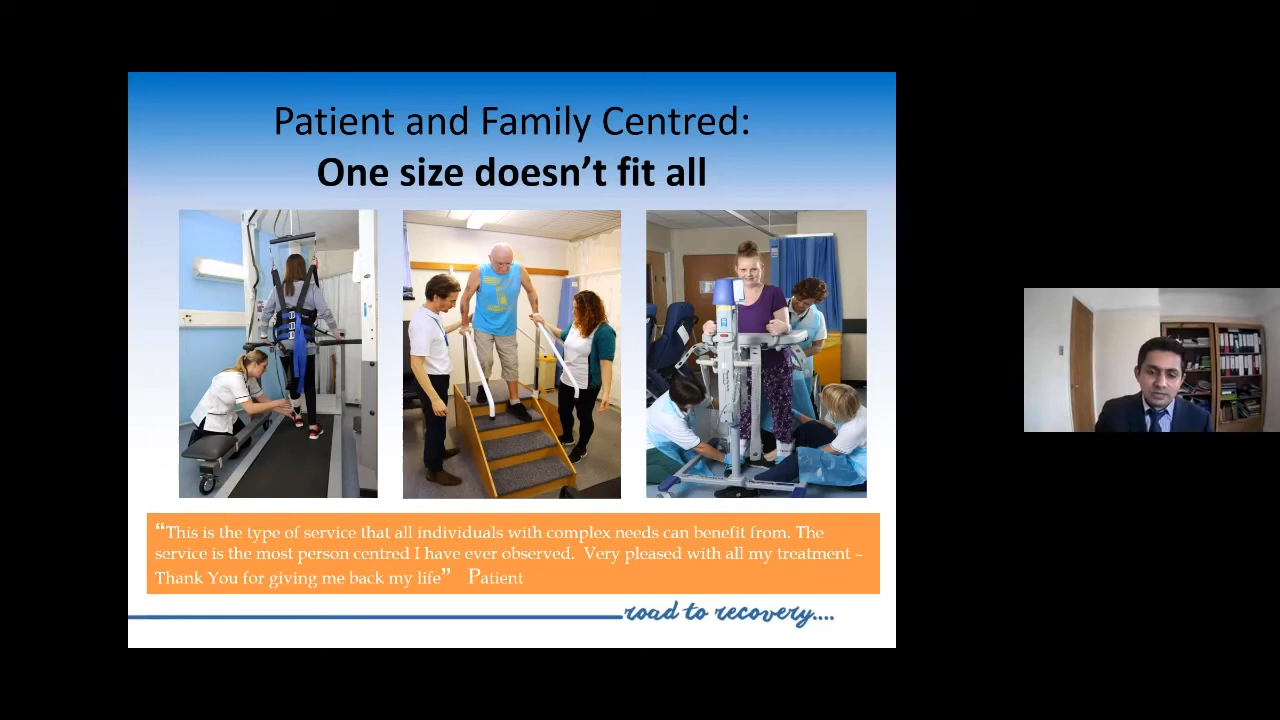 Patient and Family Centred:
One size doesn’t fit all
“This is the type of service that all individuals with complex needs can benefit from. The
service is the most person centred I have ever observed. Very pleased with all my treatment –
Thank You for giving me back my life” Patient
road to recovery....